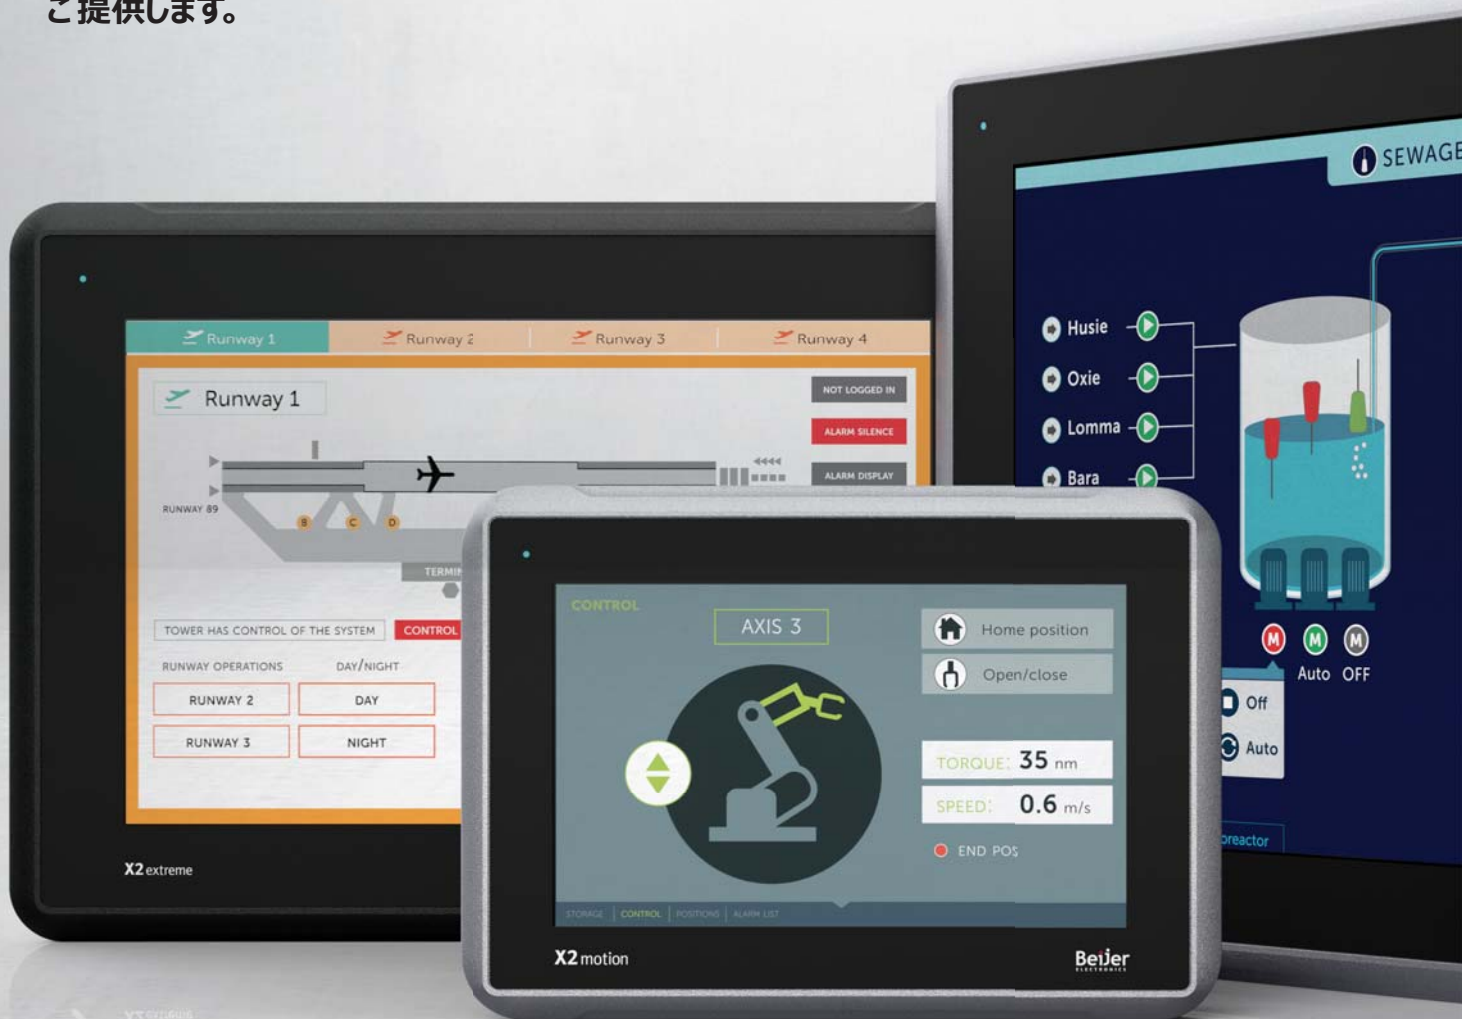 ご提供します。
SEWAGE
Husie
Oxie
Lomma
Bara
M M M
Auto OFF
Off
Auto
Runway 1 Runway 2 Runway 3 Runway 4
Runway 1
NOT LOGGED IN
ALARM SILENCE
ALARM DISPLAY
RUNWAY 89
B C D
TERMIN
TOWER HAS CONTROL OF THE SYSTEM CONTROL
RUNWAY OPERATIONS DAY/NIGHT
RUNWAY 2 DAY
RUNWAY 3 NIGHT
X2 extreme
CONTROL
AXIS 3
Home position
Open/close
TORQUE: 35 nm
SPEED: 0.6 m/s
END POS
STORAGE CONTROL POSITIONS ALARM LIST
X2 motion
Beijer
ELECTRONICS